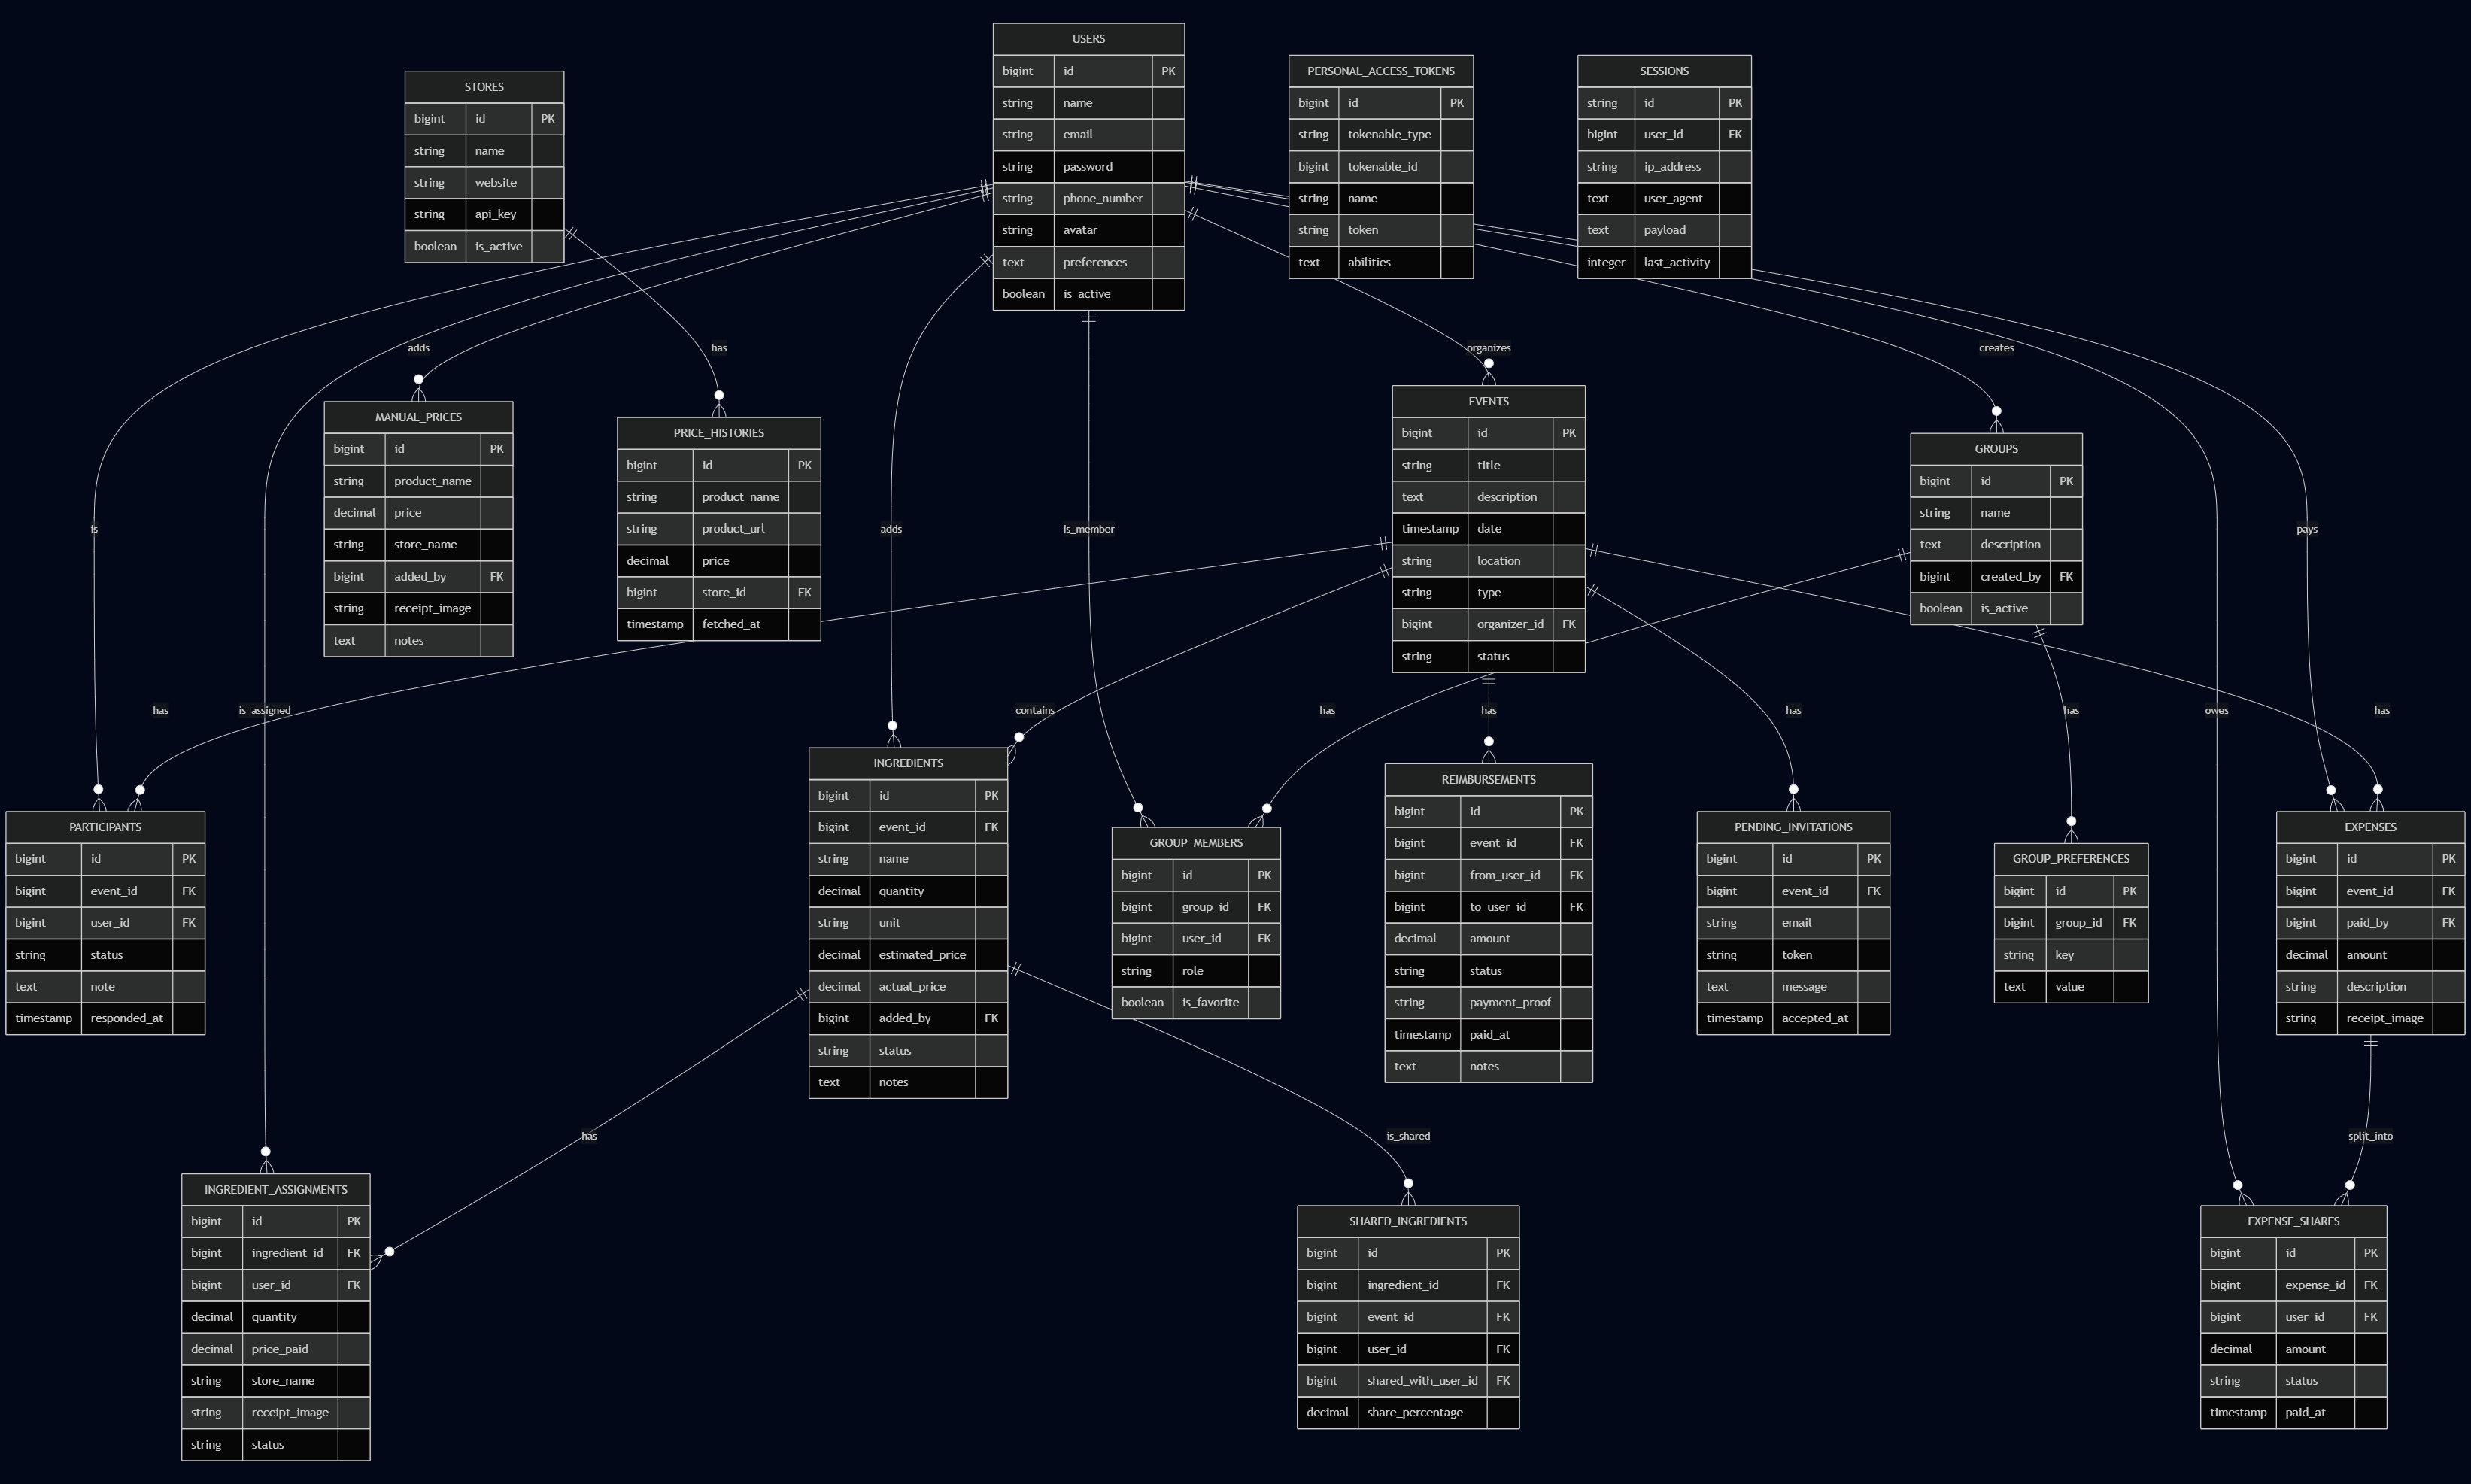 USERS
bigint id PK
string name
string email
string password
string phone_number
string avatar
text preferences
boolean is_active
PERSONAL_ACCESS_TOKENS
bigint id PK
string tokenable_type
bigint tokenable_id
string name
string token
text abilities
SESSIONS
string id PK
bigint user_id FK
string ip_address
text user_agent
text payload
integer last_activity
STORES
bigint id PK
string name
string website
string api_key
boolean is_active
adds
has
organizes
creates
MANUAL_PRICES
bigint id PK
string product_name
decimal price
string store_name
bigint added_by FK
string receipt_image
text notes
PRICE_HISTORIES
bigint id PK
string product_name
string product_url
decimal price
bigint store_id FK
timestamp fetched_at
EVENTS
bigint id PK
string title
text description
timestamp date
string location
string type
bigint organizer_id FK
string status
GROUPS
bigint id PK
string name
text description
bigint created_by FK
boolean is_active
is
adds
is_member
pays
has
is_assigned
contains
has
has
has
has
owes
has
PARTICIPANTS
bigint id PK
bigint event_id FK
bigint user_id FK
string status
text note
timestamp responded_at
INGREDIENTS
bigint id PK
bigint event_id FK
string name
decimal quantity
string unit
decimal estimated_price
decimal actual_price
bigint added_by FK
string status
text notes
GROUP_MEMBERS
bigint id PK
bigint group_id FK
bigint user_id FK
string role
boolean is_favorite
REIMBURSEMENTS
bigint id PK
bigint event_id FK
bigint from_user_id FK
bigint to_user_id FK
decimal amount
string status
string payment_proof
timestamp paid_at
text notes
PENDING_INVITATIONS
bigint id PK
bigint event_id FK
string email
string token
text message
timestamp accepted_at
GROUP_PREFERENCES
bigint id PK
bigint group_id FK
string key
text value
EXPENSES
bigint id PK
bigint event_id FK
bigint paid_by FK
decimal amount
string description
string receipt_image
has
is_shared
split_into
INGREDIENT_ASSIGNMENTS
bigint id PK
bigint ingredient_id FK
bigint user_id FK
decimal quantity
decimal price_paid
string store_name
string receipt_image
string status
SHARED_INGREDIENTS
bigint id PK
bigint ingredient_id FK
bigint event_id FK
bigint user_id FK
bigint shared_with_user_id FK
decimal share_percentage
EXPENSE_SHARES
bigint id PK
bigint expense_id FK
bigint user_id FK
decimal amount
string status
timestamp paid_at